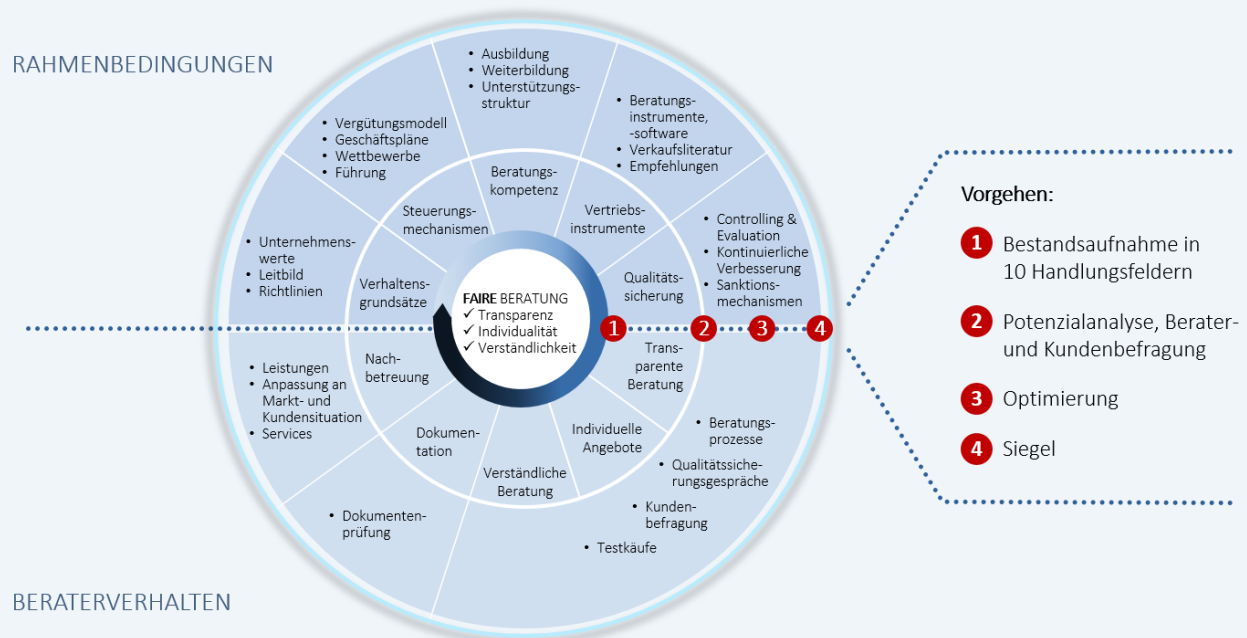 RAHMENBEDINGUNGEN
• Ausbildung
• Weiterbildung
• Unterstützungs-
struktur
• Vergütungsmodell
• Geschäftspläne
• Wettbewerbe
• Führung
• Beratungs-
instrumente,
-software
• Verkaufsliteratur
• Empfehlungen
Beratungs-
kompetenz
Steuerungs-
mechanismen
Vertriebs-
instrumente
• Unternehmens-
werte
• Leitbild
• Richtlinien
Verhaltens-
grundsätze
Qualitäts-
sicherung
• Controlling &
Evaluation
• Kontinuierliche
Verbesserung
• Sanktions-
mechanismen
FAIRE BERATUNG
✓ Transparenz
✓ Individualität
✓ Verständlichkeit
1
2
3
4
Nach-
betreuung
Trans-
parente
Beratung
• Leistungen
• Anpassung an
Markt- und
Kundensituation
• Services
Dokumen-
tation
Verständliche
Beratung
Individuelle
Angebote
• Beratungs-
prozesse
• Qualitätssiche-
rungsgespräche
• Kunden-
befragung
• Testkäufe
• Dokumenten-
prüfung
BERATERVERHALTEN
Vorgehen:
1 Bestandsaufnahme in
10 Handlungsfeldern
2 Potenzialanalyse, Berater-
und Kundenbefragung
3 Optimierung
4 Siegel